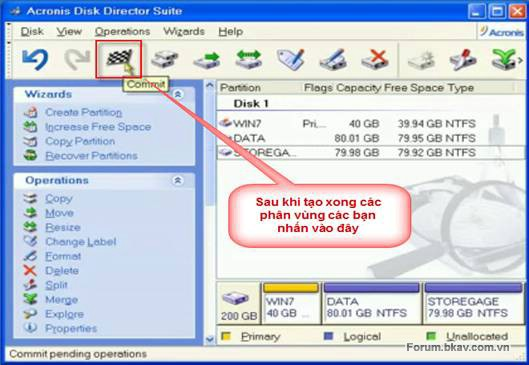 Acronis Disk Director Suite
Disk View Operations Wizards Help
Acronis
Commit
Wizards
Create Partition
Increase Free Space
Copy Partition
Recover Partitions
Operations
Copy
Move
Resize
Change Label
Format
Delete
Split
Merge
Explore
Properties
Partition Flags Capacity Free Space Type
Disk 1
WIN7 Pri,... 40 GB 39.94 GB NTFS
DATA 80.01 GB 79.95 GB NTFS
STOREGA... 79.98 GB 79.92 GB NTFS
Sau khi tạo xong các
phân vùng các bạn
nhấn vào đây
200 GB
WIN7
40 GB ...
DATA
80.01 GB NTFS
STOREGAGE
79.98 GB NTFS
Primary Logical Unallocated
Forum.bkav.com.vn
Commit pending operations